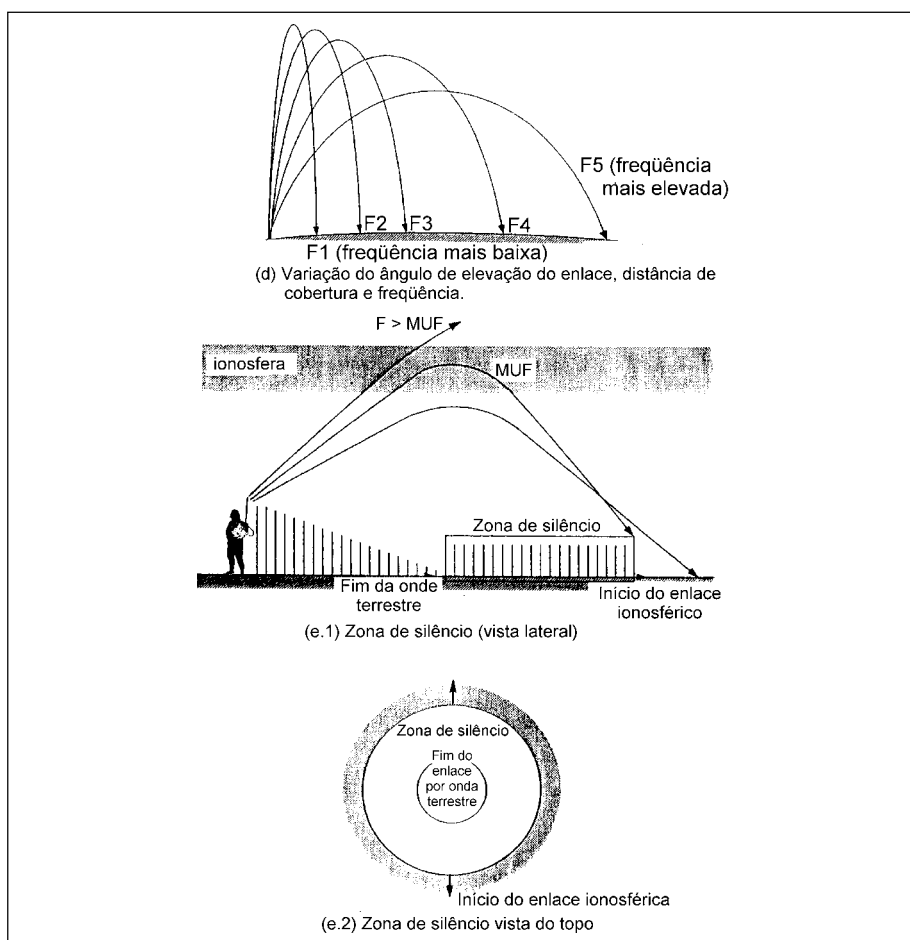 F5 (freqüência
mais elevada)
F2
F3
F4
F1 (freqüência mais baixa)
(d) Variação do ângulo de elevação do enlace, distância de
cobertura e freqüência.
F > MUF
ionosfera
MUF
Zona de silêncio
Fim da onde
terrestre
Início do enlace
ionosférico
(e.1) Zona de silêncio (vista lateral)
Zona de silêncio
Fim do
enlace
por onda
terrestre
Início do enlace ionosférica
(e.2) Zona de silêncio vista do topo